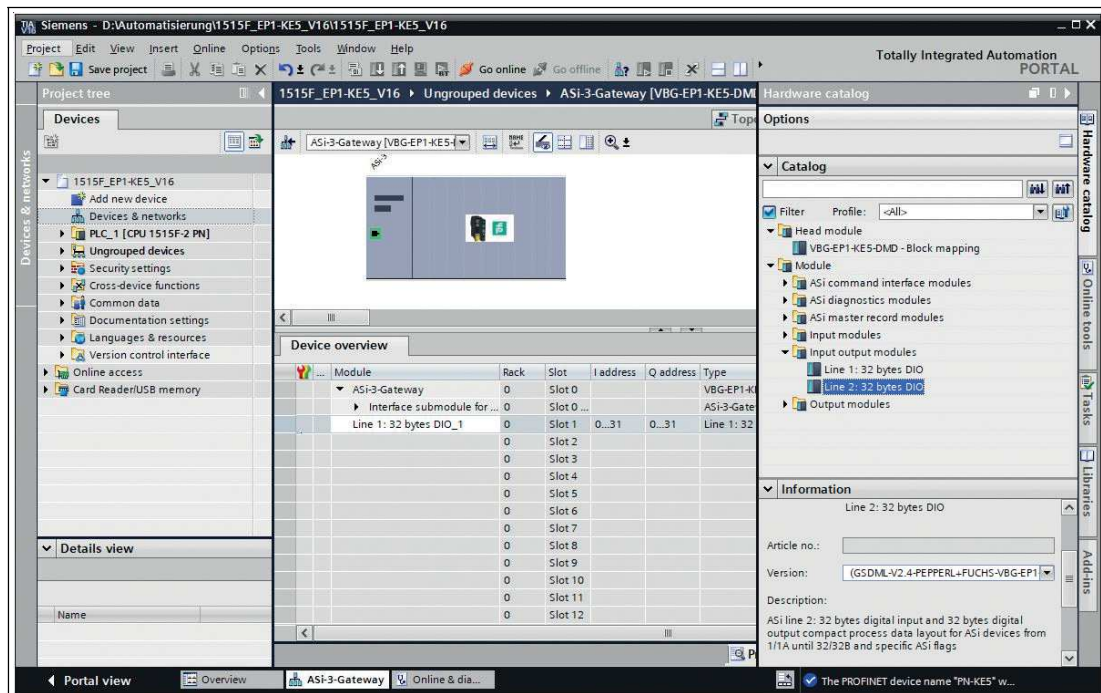 Siemens - D:\Automatisierung\1515F_EP1-KE5_V16\1515F_EP1-KE5_V16
Project Edit View Insert Online Options Tools Window Help
Totally Integrated Automation
PORTAL
Save project Go online Go offline
Project tree
1515F_EP1-KE5_V16 Ungrouped devices ASi-3-Gateway [VBG-EP1-KE5-DM
Hardware catalog
Devices
Options
ASi-3-Gateway [VBG-EP1-KE5-
ASi-3
1515F_EP1-KE5_V16
Add new device
Devices & networks
PLC_1 [CPU 1515F-2 PN]
Ungrouped devices
Security settings
Cross-device functions
Common data
Documentation settings
Languages & resources
Version control interface
Online access
Card Reader/USB memory
Details view
Name
Device overview
... Module Rack Slot I address Q address Type
ASi-3-Gateway 0 Slot 0 VBG-EP1-K
Interface submodule for ... 0 Slot 0 ... ASi-3-Gate
Line 1: 32 bytes DIO_1 0 Slot 1 0...31 0...31 Line 1: 32
0 Slot 2
0 Slot 3
0 Slot 4
0 Slot 5
0 Slot 6
0 Slot 7
0 Slot 8
0 Slot 9
0 Slot 10
0 Slot 11
0 Slot 12
Catalog
Filter Profile: <All>
Head module
VBG-EP1-KE5-DMD - Block mapping
Module
ASi command interface modules
ASi diagnostics modules
ASi master record modules
Input modules
Input output modules
Line 1: 32 bytes DIO
Line 2: 32 bytes DIO
Output modules
Information
Line 2: 32 bytes DIO
Article no.:
Version: (GSDML-V2.4-PEPPERL+FUCHS-VBG-EP1
Description:
ASi line 2: 32 bytes digital input and 32 bytes digital
output compact process data layout for ASi devices from
1/1A until 32/32B and specific ASi flags
Devices & networks
Hardware catalog
Online tools
Tasks
Libraries
Add-ins
Portal view Overview ASi-3-Gateway Online & dia... The PROFINET device name "PN-KE5" w...